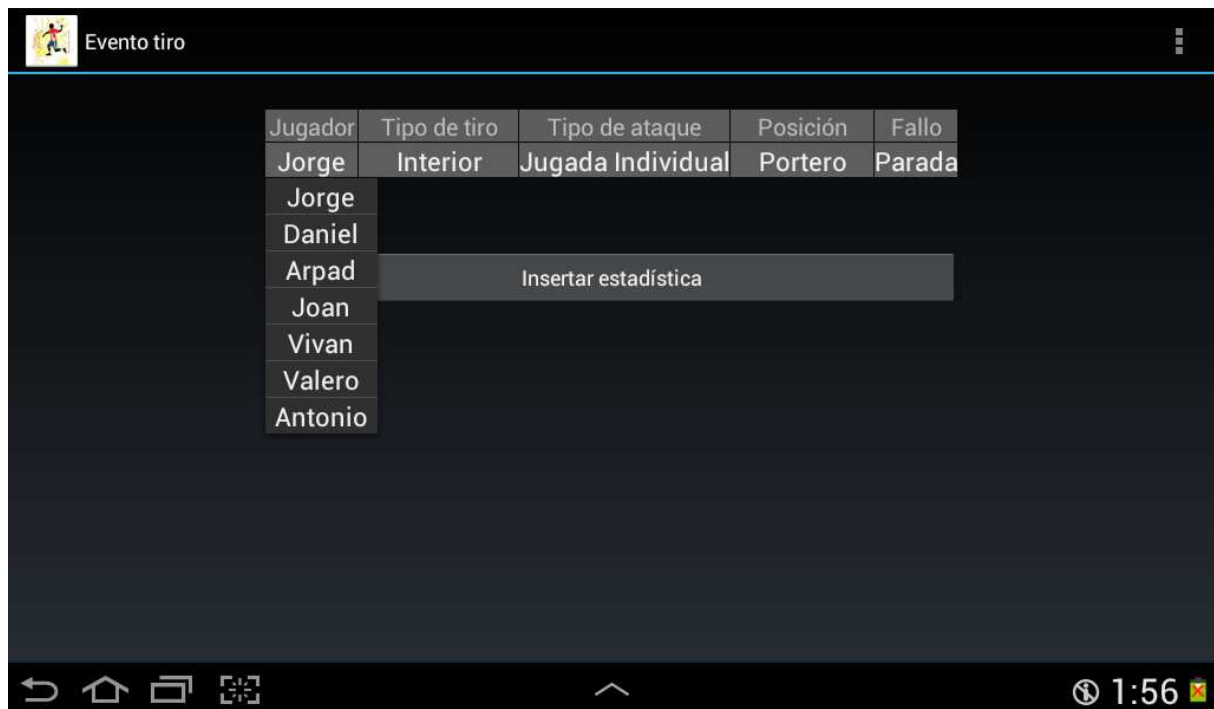 Evento tiro
Jugador Tipo de tiro Tipo de ataque Posición Fallo
Jorge Interior Jugada Individual Portero Parada
Jorge
Daniel
Arpad
Insertar estadística
Joan
Vivan
Valero
Antonio
1:56